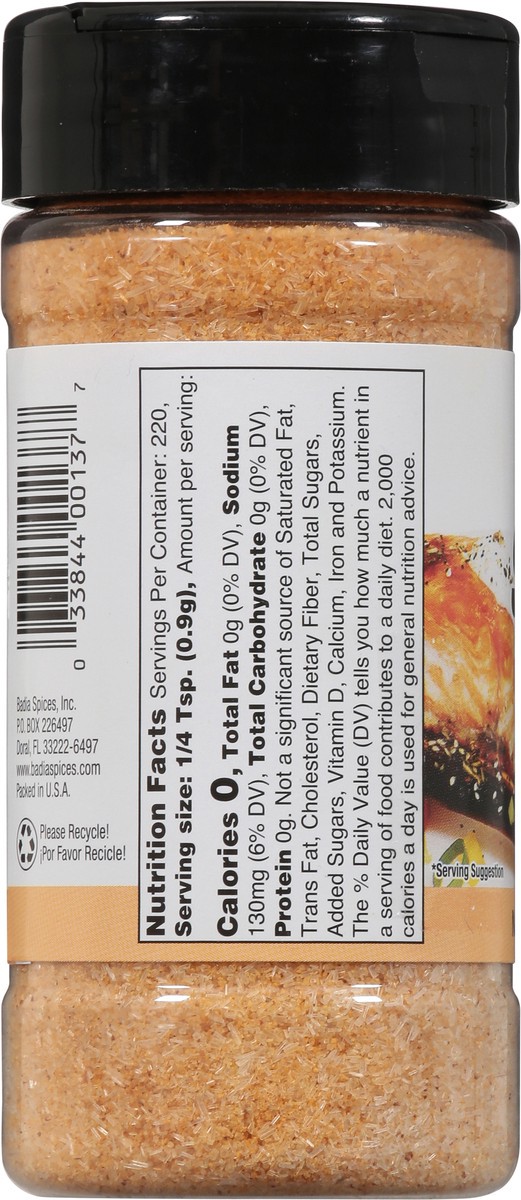 Nutrition Facts Servings Per Container: 220,
Serving size: 1/4 Tsp. (0.9g), Amount per serving:
Calories 0, Total Fat 0g (0% DV), Sodium
130mg (6% DV), Total Carbohydrate 0g (0% DV),
Protein 0g. Not a significant source of Saturated Fat,
Trans Fat, Cholesterol, Dietary Fiber, Total Sugars,
Added Sugars, Vitamin D, Calcium, Iron and Potassium.
The % Daily Value (DV) tells you how much a nutrient in
a serving of food contributes to a daily diet. 2,000
calories a day is used for general nutrition advice.
0 33844 00137 7
Badia Spices, Inc.
P.O. BOX 226497
Doral, FL 33222-6497
www.badiaspices.com
Packed in U.S.A.
Please Recycle!
¡Por Favor Recicle!
*Serving Suggestion